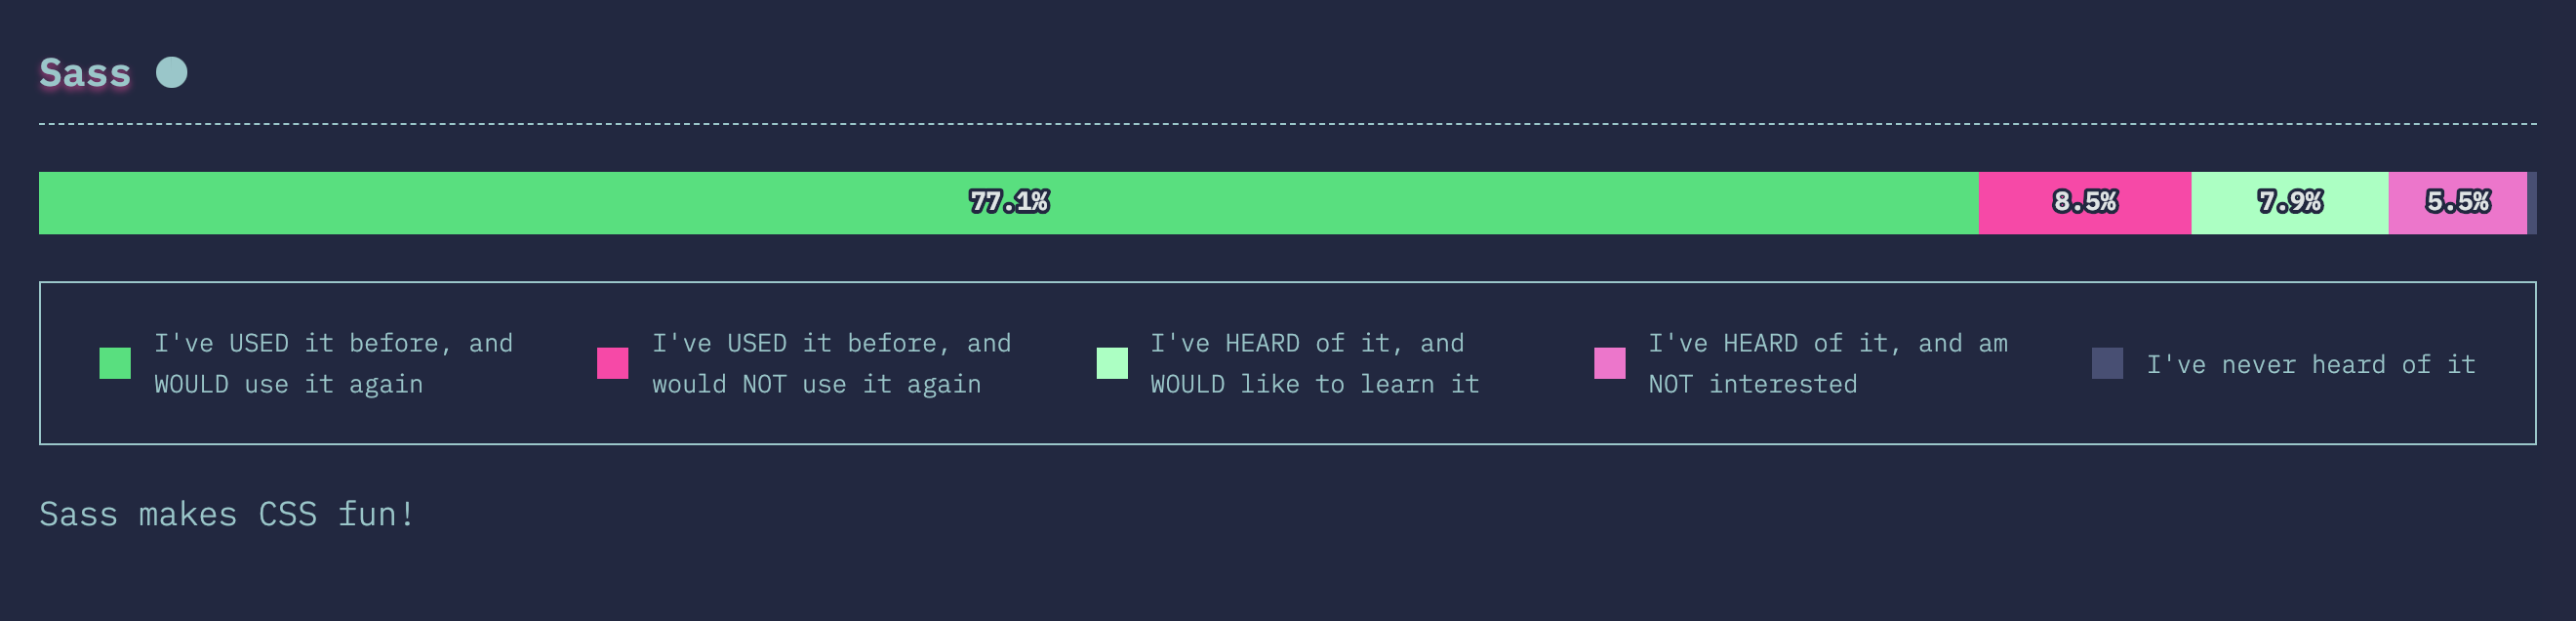 Sass
77.1% 8.5% 7.9% 5.5%
I've USED it before, and
WOULD use it again
I've USED it before, and
would NOT use it again
I've HEARD of it, and
WOULD like to learn it
I've HEARD of it, and am
NOT interested
I've never heard of it
Sass makes CSS fun!